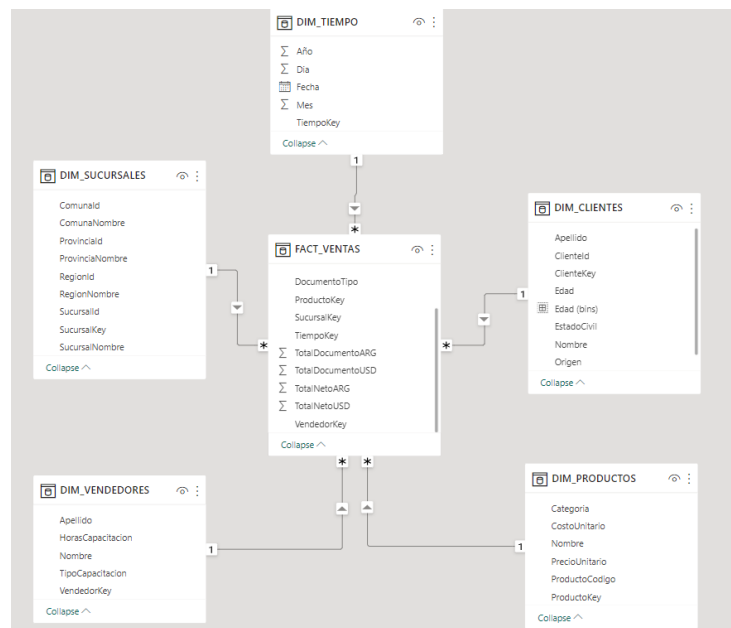 DIM_TIEMPO
Año
Dia
Fecha
Mes
TiempoKey
Collapse
1
*
DIM_SUCURSALES
ComunaId
ComunaNombre
ProvinciaId
ProvinciaNombre
RegionId
RegionNombre
SucursalId
SucursalKey
SucursalNombre
Collapse
1
*
FACT_VENTAS
DocumentoTipo
ProductoKey
SucursalKey
TiempoKey
TotalDocumentoARG
TotalDocumentoUSD
TotalNetoARG
TotalNetoUSD
VendedorKey
Collapse
DIM_CLIENTES
Apellido
ClienteId
ClienteKey
Edad
Edad (bins)
EstadoCivil
Nombre
Origen
Collapse
1
*
DIM_VENDEDORES
Apellido
HorasCapacitacion
Nombre
TipoCapacitacion
VendedorKey
Collapse
1
*
DIM_PRODUCTOS
Categoria
CostoUnitario
Nombre
PrecioUnitario
ProductoCodigo
ProductoKey
Collapse
1
*